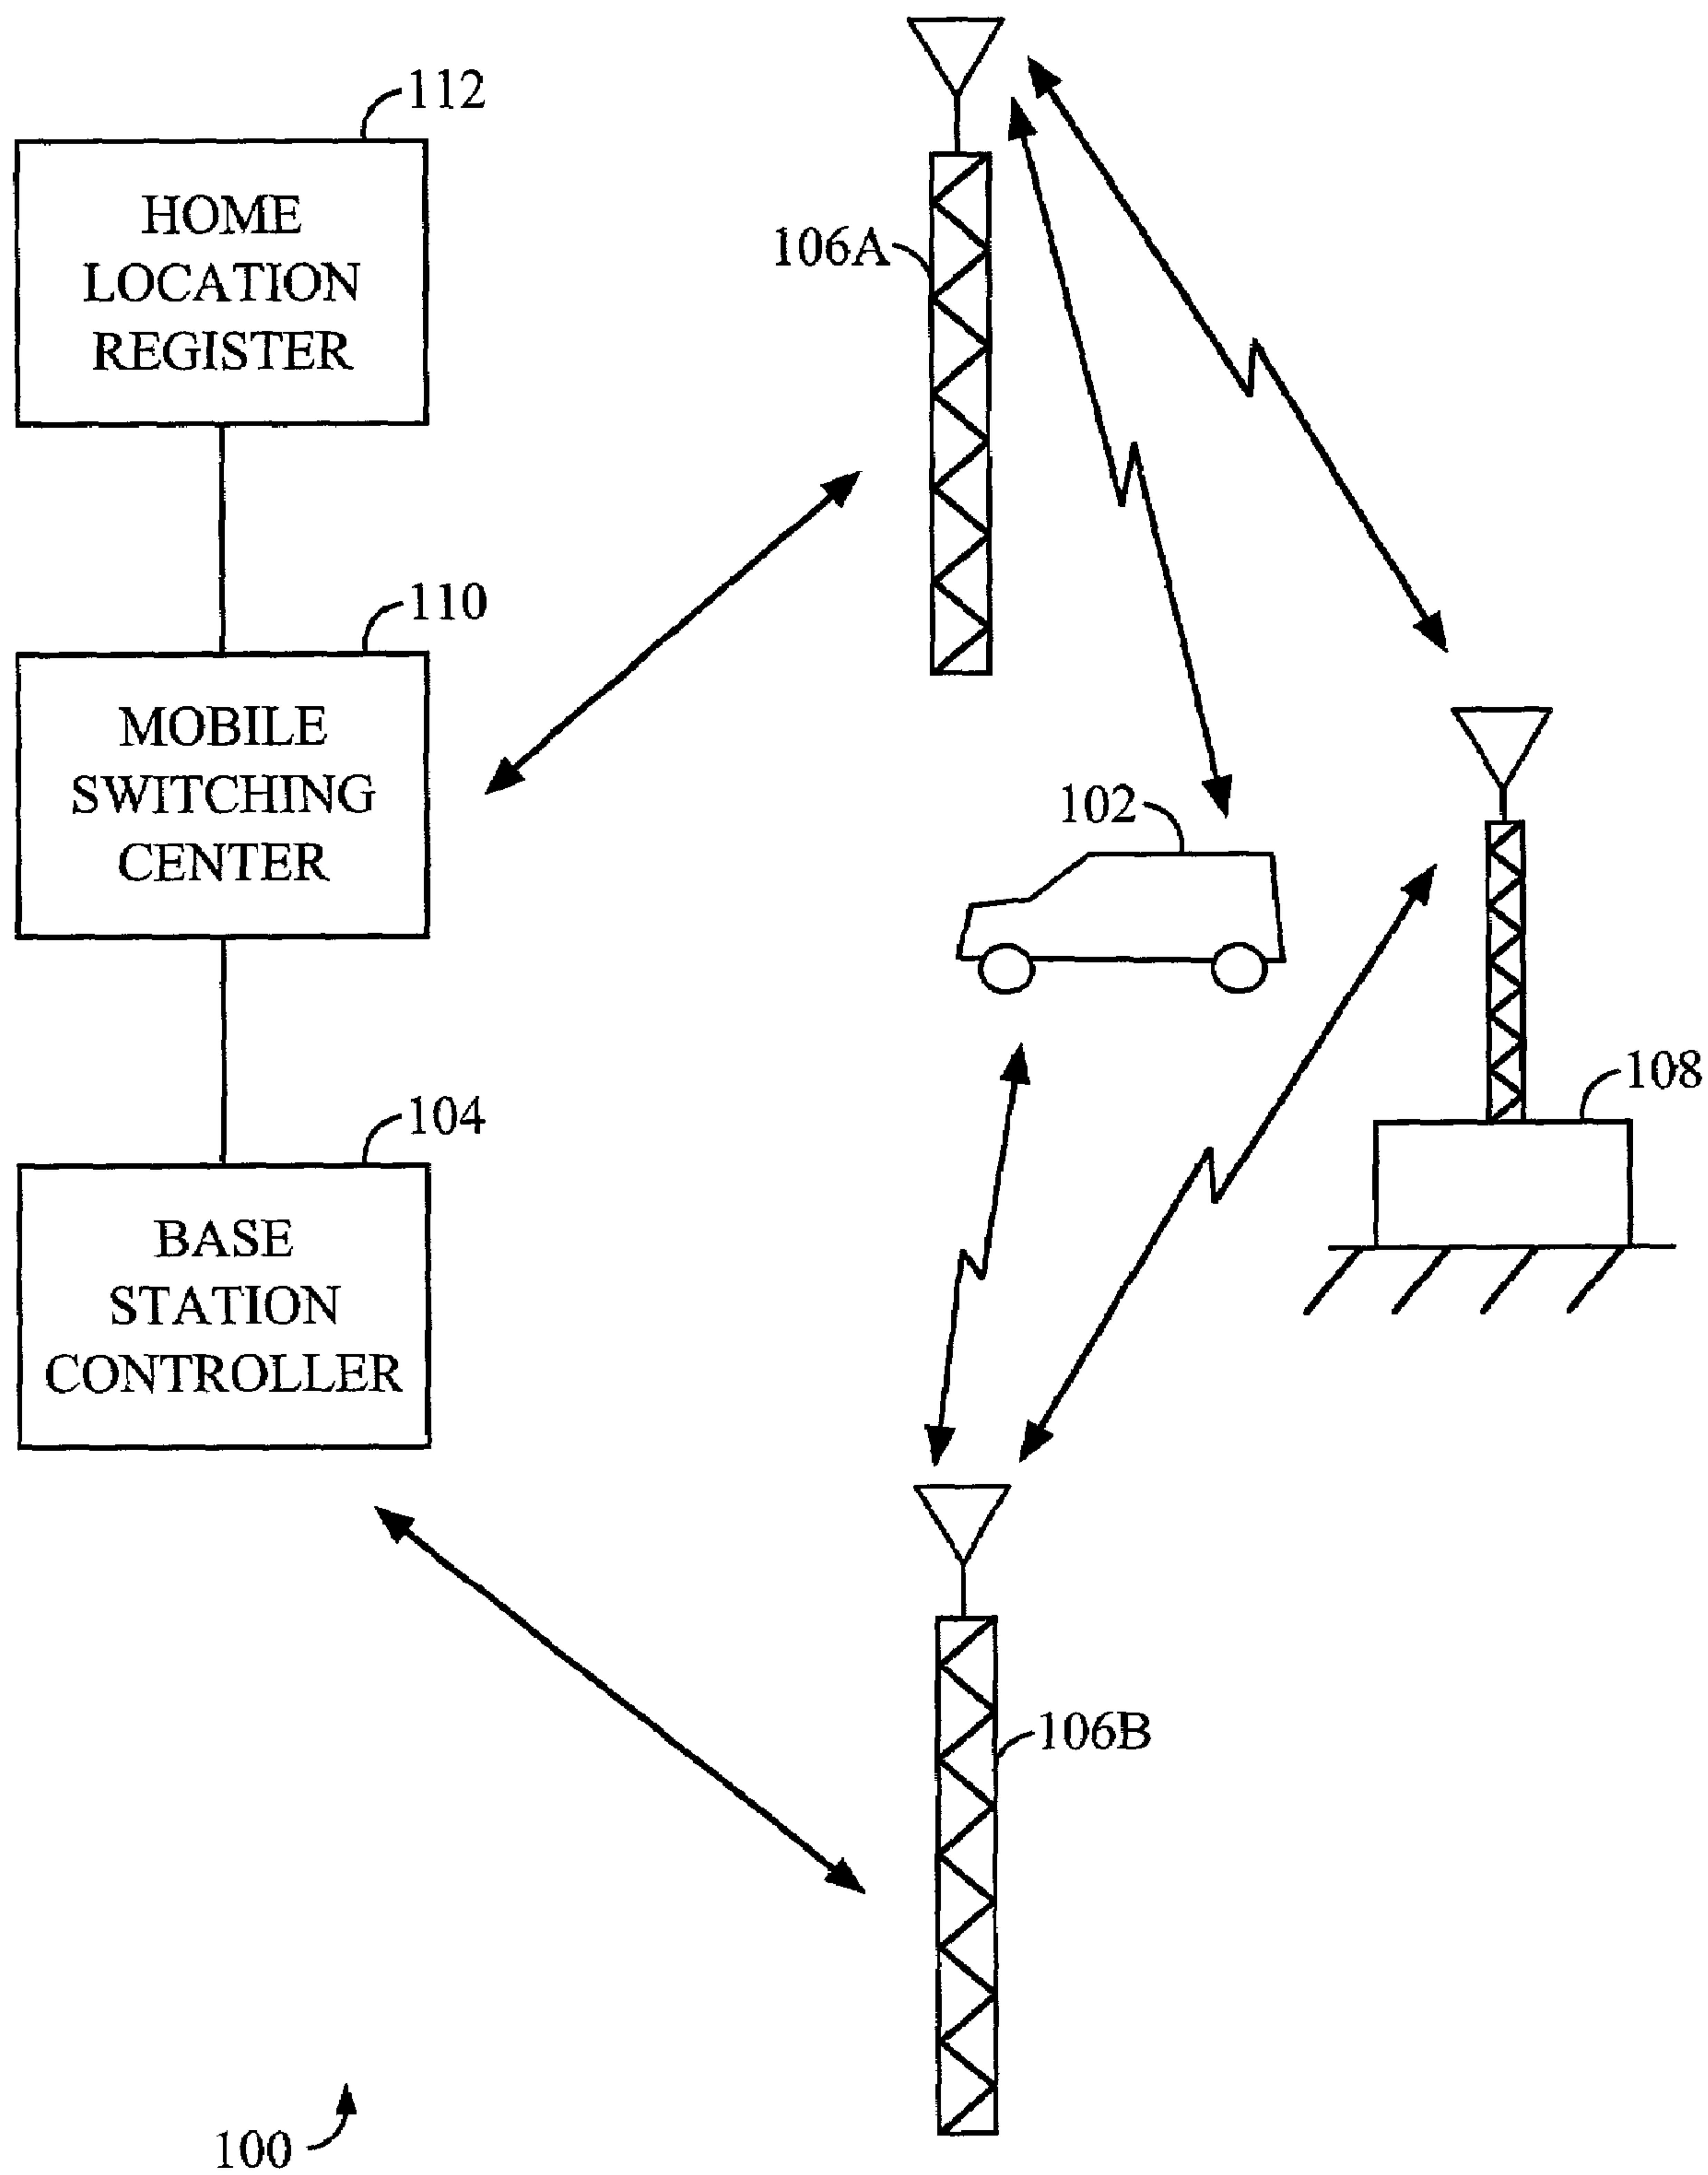 112
HOME
LOCATION
REGISTER
106A
110
MOBILE
SWITCHING
CENTER
102
104
108
BASE
STATION
CONTROLLER
106B
100